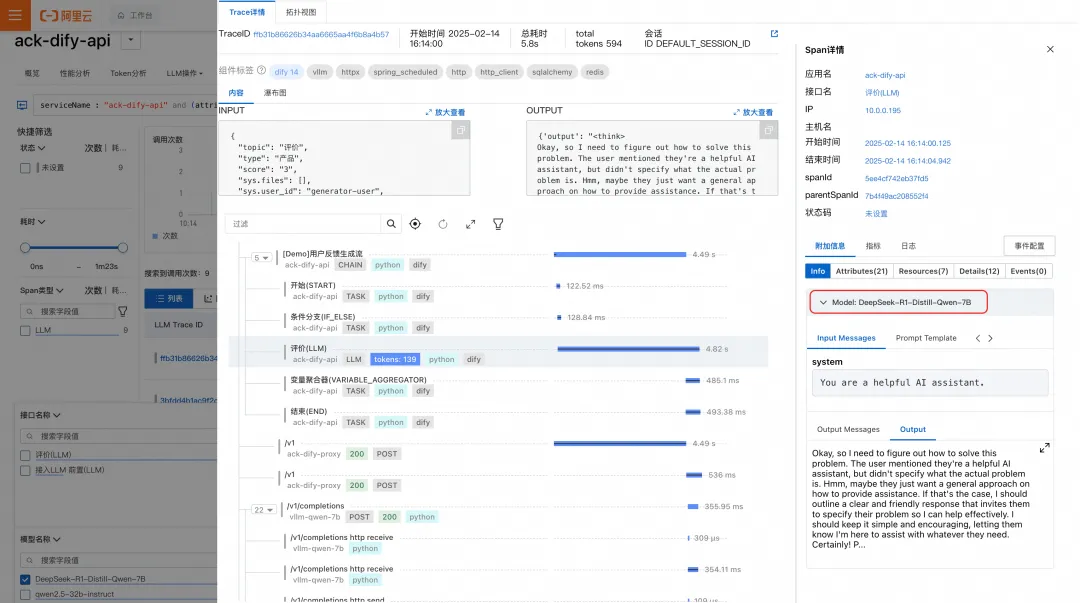 阿里云
工作台
ack-dify-api
概览 性能分析 Token分析 LLM操作
serviceName : "ack-dify-api" and (attri
快捷筛选
状态 次数 耗...
未设置 9
耗时
0ns – 1m23s
Span类型 次数 耗...
搜索字段值
LLM 9
接口名称
搜索字段值
评价(LLM)
接入LLM 前置(LLM)
模型名称
搜索字段值
DeepSeek-R1-Distill-Qwen-7B
qwen2.5-32b-instruct
调用次数
3
2
1
0
10:14
次数
搜索到调用次数: 9
列表
LLM Trace ID
ffb31b86626b34
Trace详情 拓扑视图
TraceID ffb31b86626b34aa6665aa4f6b8a4b57
开始时间 2025-02-14
16:14:00
总耗时
5.8s
total
tokens 594
会话
ID DEFAULT_SESSION_ID
组件标签 dify 14 vllm httpx spring_scheduled http http_client sqlalchemy redis
内容 瀑布图
INPUT 放大查看
{
"topic": "评价",
"type": "产品",
"score": "3",
"sys.files": [],
"sys.user_id": "generator-user",
OUTPUT 放大查看
{'output': "<think>
Okay, so I need to figure out how to solve this
problem. The user mentioned they're a helpful AI
assistant, but didn't specify what the actual pro
blem is. Hmm, maybe they just want a general ap
proach on how to provide assistance. If that's t
过滤
5 [Demo]用户反馈生成流 4.49 s
ack-dify-api CHAIN python dify
开始(START) 122.52 ms
ack-dify-api TASK python dify
条件分支(IF_ELSE) 128.84 ms
ack-dify-api TASK python dify
评价(LLM) 4.82 s
ack-dify-api LLM tokens: 139 python dify
变量聚合器(VARIABLE_AGGREGATOR) 485.1 ms
ack-dify-api TASK python dify
结束(END) 493.38 ms
ack-dify-api TASK python dify
/v1 4.49 s
ack-dify-proxy 200 POST
/v1 536 ms
ack-dify-proxy 200 POST
22 /v1/completions 355.95 ms
vllm-qwen-7b POST 200 python
/v1/completions http receive 309 μs
vllm-qwen-7b python
/v1/completions http receive 354.11 ms
vllm-qwen-7b python
/v1/completions http send 109 μs
Span详情
应用名 ack-dify-api
接口名 评价(LLM)
IP 10.0.0.195
主机名
开始时间 2025-02-14 16:14:00.125
结束时间 2025-02-14 16:14:04.942
spanId 5ee4cf742eb37fd5
parentSpanId 7b4f49ac208552f4
状态码 未设置
附加信息 指标 日志 事件配置
Info Attributes(21) Resources(7) Details(12) Events(0)
Model: DeepSeek-R1-Distill-Qwen-7B
Input Messages Prompt Template
system
You are a helpful AI assistant.
Output Messages Output
Okay, so I need to figure out how to solve this
problem. The user mentioned they're a helpful AI
assistant, but didn't specify what the actual problem
is. Hmm, maybe they just want a general approach on
how to provide assistance. If that's the case, I should
outline a clear and friendly response that invites them
to specify their problem so I can help effectively. I
should keep it simple and encouraging, letting them
know I'm here to assist with whatever they need.
Certainly! P...